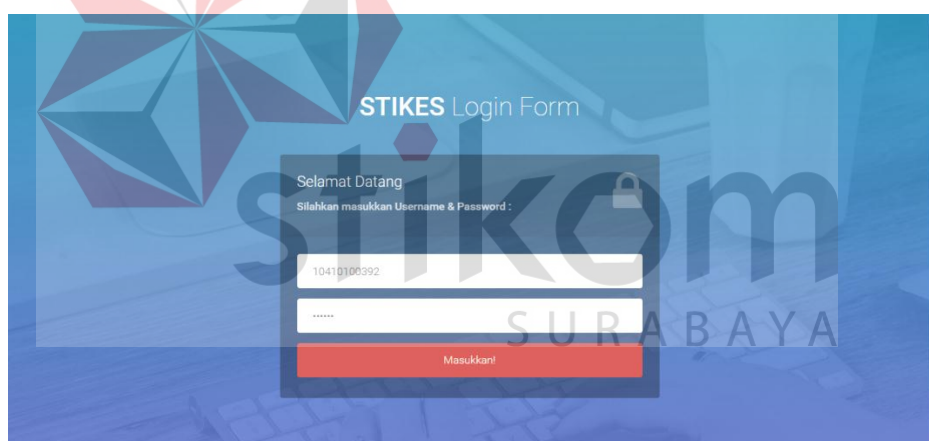 STIKES Login Form
Selamat Datang
Silahkan masukkan Username & Password :
10410100392
••••••
Masukkan!
stikom
SURABAYA